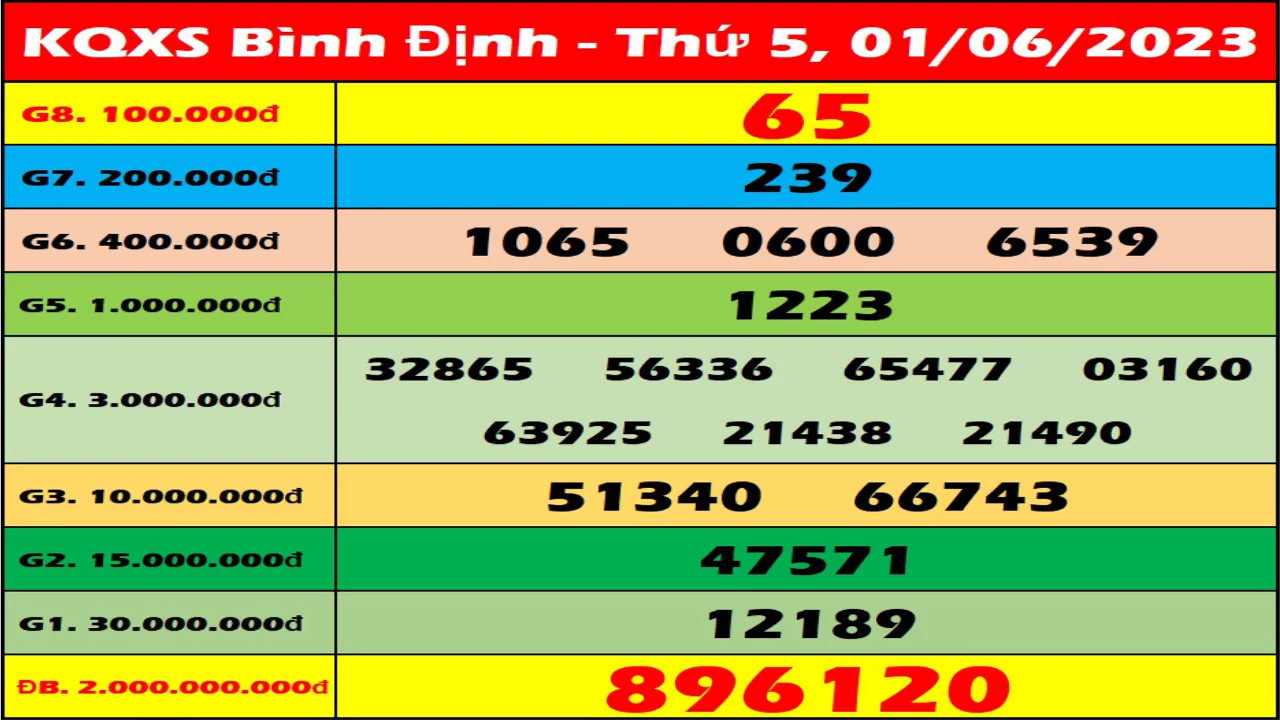 KQXS Bình Định - Thứ 5, 01/06/2023
G8. 100.000đ 65
G7. 200.000đ 239
G6. 400.000đ 1065 0600 6539
G5. 1.000.000đ 1223
G4. 3.000.000đ 32865 56336 65477 03160
63925 21438 21490
G3. 10.000.000đ 51340 66743
G2. 15.000.000đ 47571
G1. 30.000.000đ 12189
ĐB. 2.000.000.000đ 896120